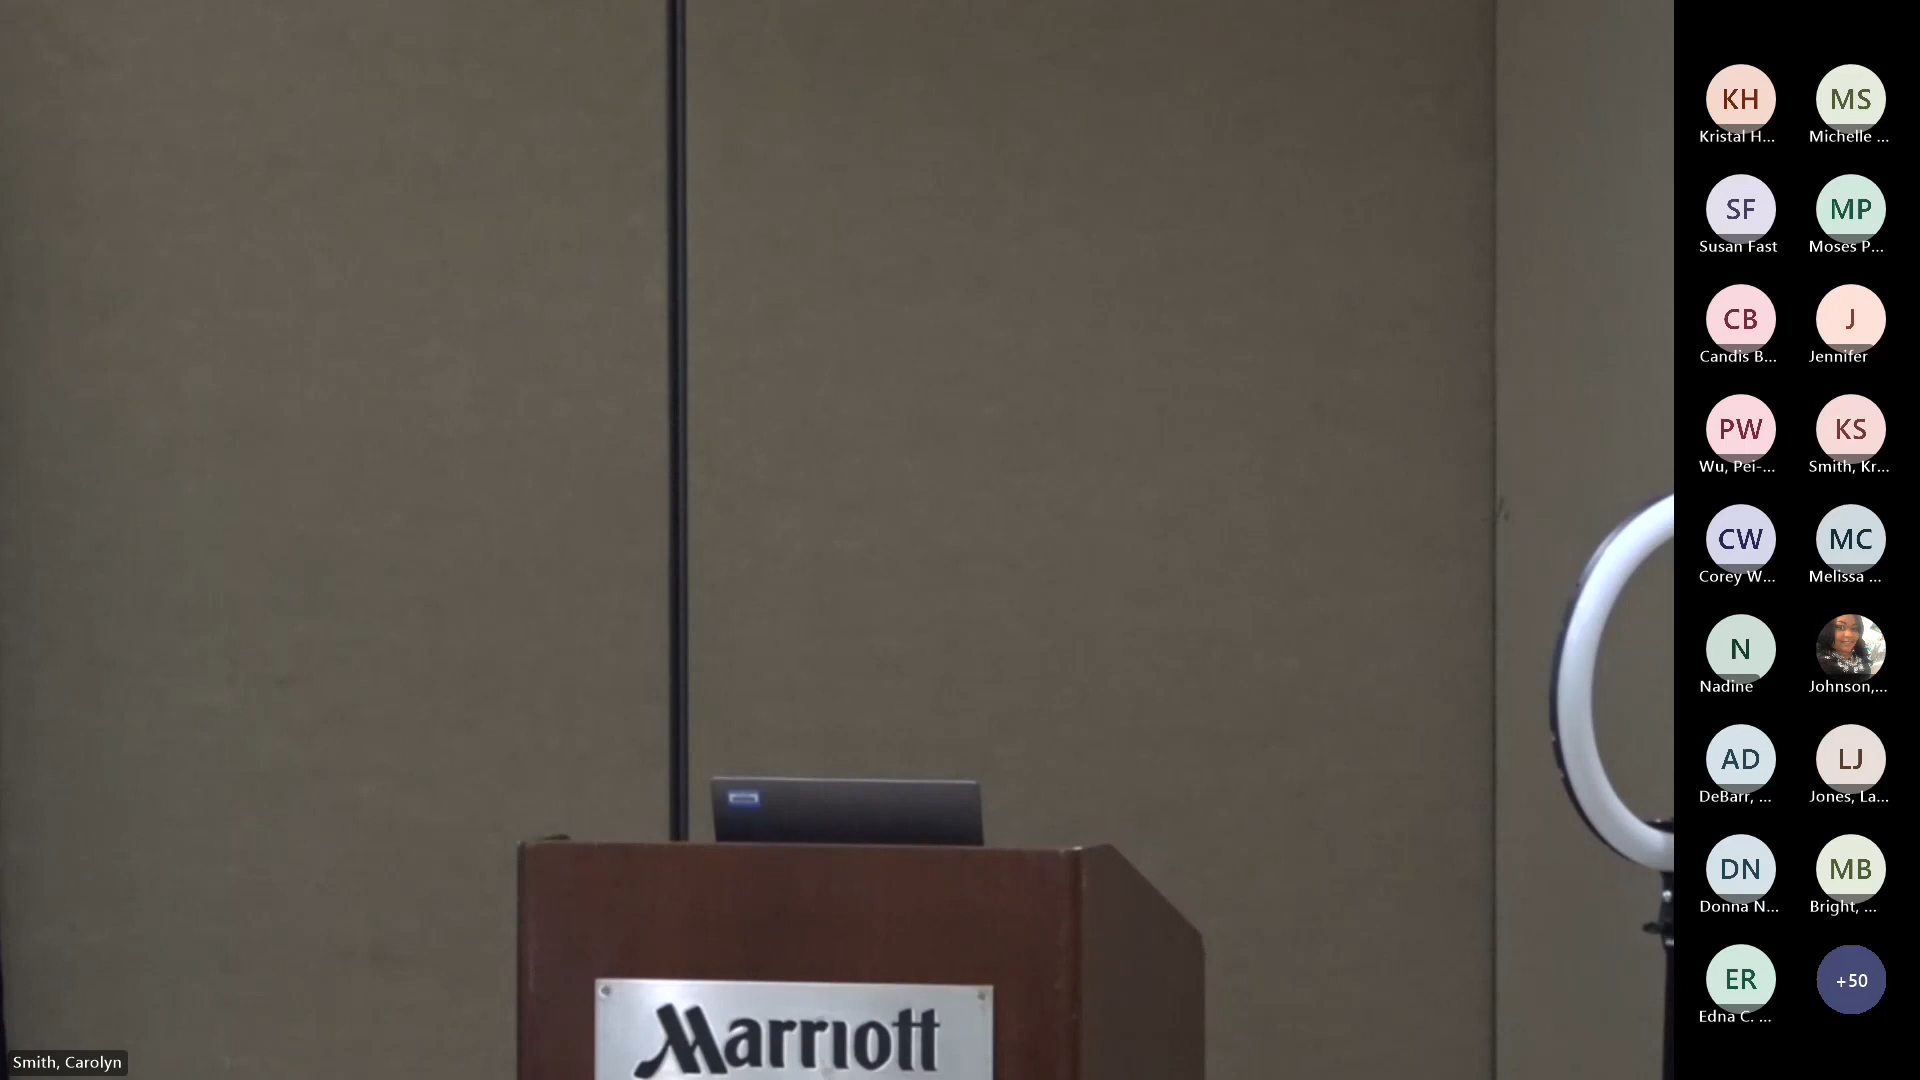 KH
Kristal H...
MS
Michelle ...
SF
Susan Fast
MP
Moses P...
CB
Candis B...
J
Jennifer
PW
Wu, Pei-...
KS
Smith, Kr...
CW
Corey W...
MC
Melissa ...
N
Nadine
Johnson,...
AD
DeBarr, ...
LJ
Jones, La...
DN
Donna N...
MB
Bright, ...
ER
Edna C. ...
+50
Marriott
Smith, Carolyn